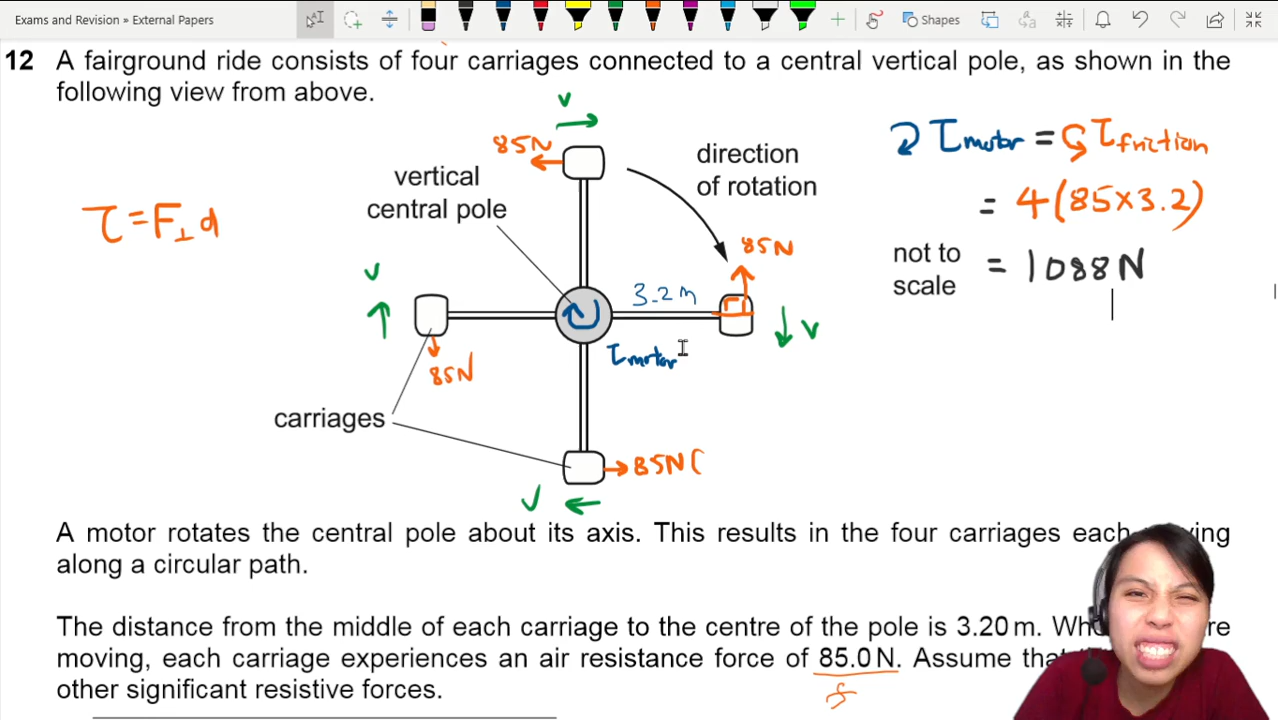 Exams and Revision » External Papers
Shapes
12 A fairground ride consists of four carriages connected to a central vertical pole, as shown in the
following view from above.
v
85N
direction
of rotation
vertical
central pole
τ = F⊥d
τmotor = τfriction
= 4(85×3.2)
not to
scale
= 1088N
85N
v
3.2m
v
τmotor
85N
carriages
85N(
v
A motor rotates the central pole about its axis. This results in the four carriages each
along a circular path.
The distance from the middle of each carriage to the centre of the pole is 3.20 m.
moving, each carriage experiences an air resistance force of 85.0 N. Assume
other significant resistive forces.